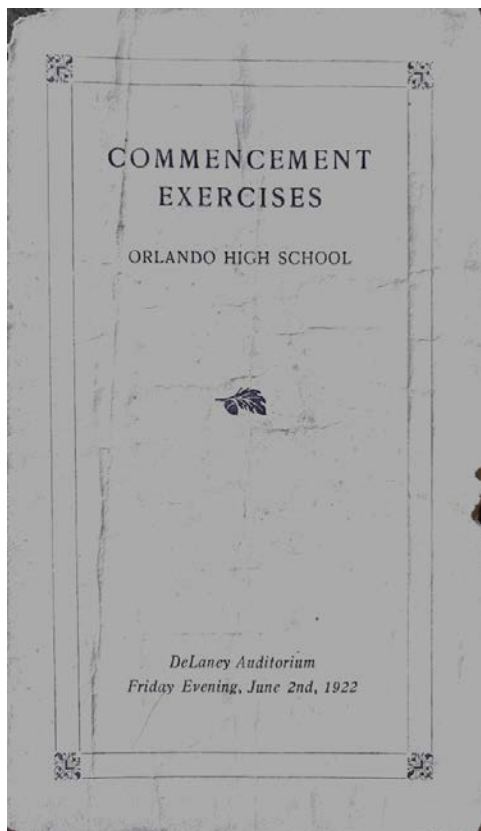 COMMENCEMENT
EXERCISES
ORLANDO HIGH SCHOOL
DeLaney Auditorium
Friday Evening, June 2nd, 1922